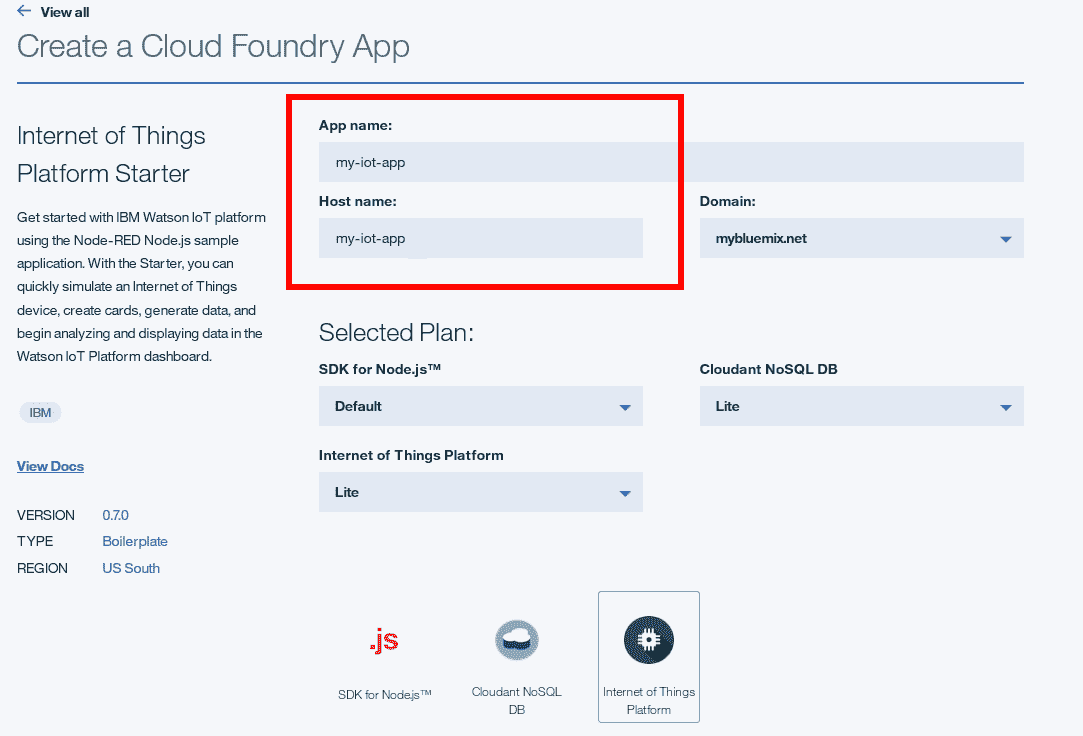 View all
Create a Cloud Foundry App
Internet of Things
Platform Starter
Get started with IBM Watson IoT platform
using the Node-RED Node.js sample
application. With the Starter, you can
quickly simulate an Internet of Things
device, create cards, generate data, and
begin analyzing and displaying data in the
Watson IoT Platform dashboard.
IBM
View Docs
VERSION 0.7.0
TYPE Boilerplate
REGION US South
App name:
my-iot-app
Host name:
my-iot-app
Domain:
mybluemix.net
Selected Plan:
SDK for Node.js™
Default
Cloudant NoSQL DB
Lite
Internet of Things Platform
Lite
.js
SDK for Node.js™
Cloudant NoSQL
DB
Internet of Things
Platform